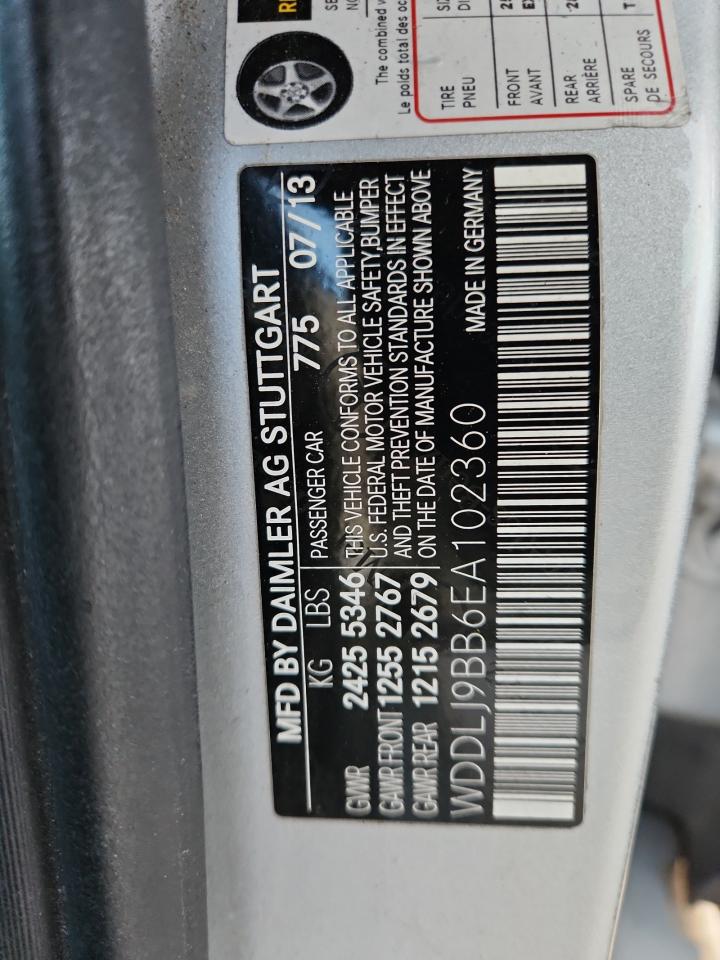 SE
The combined
Le poids total des oc
TIRE
PNEU
FRONT
AVANT
REAR
ARRIÈRE
SPARE
DE SECOURS
MFD BY DAIMLER AG STUTTGART
KG LBS PASSENGER CAR 775 07/13
GVWR 2425 5346 THIS VEHICLE CONFORMS TO ALL APPLICABLE
GAWR FRONT 1255 2767 U.S. FEDERAL MOTOR VEHICLE SAFETY, BUMPER
GAWR REAR 1215 2679 AND THEFT PREVENTION STANDARDS IN EFFECT
ON THE DATE OF MANUFACTURE SHOWN ABOVE
WDDLJ9BB6EA102360 MADE IN GERMANY